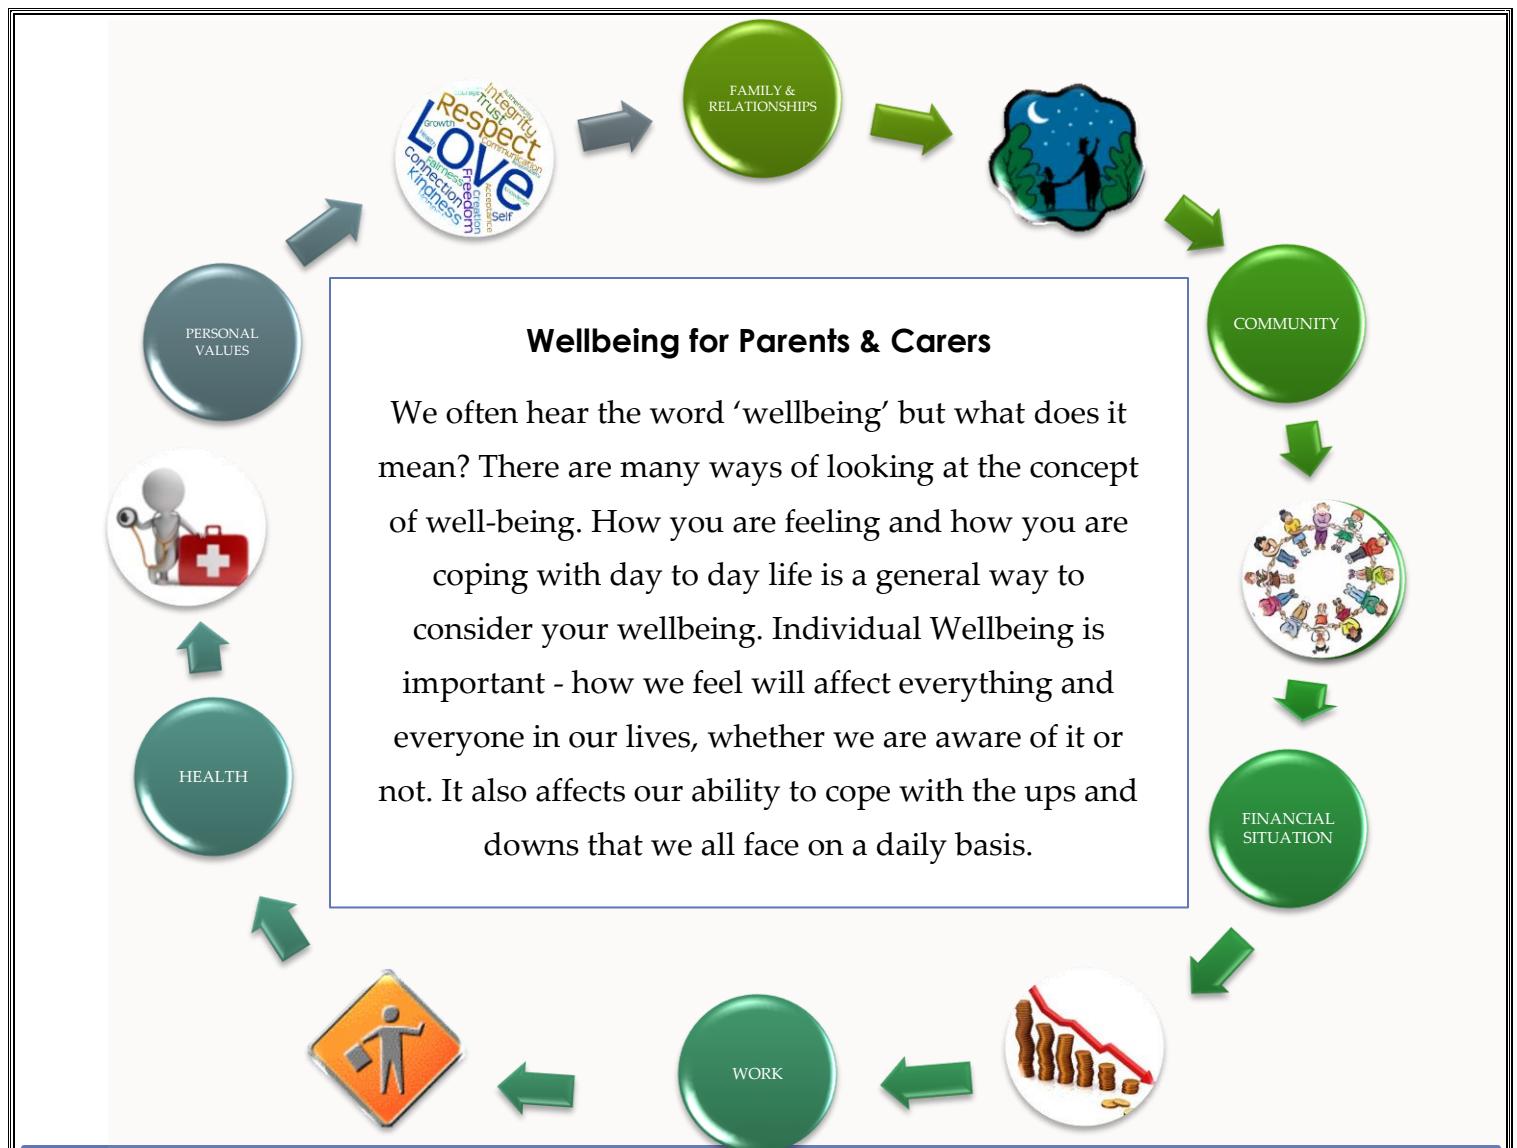 FAMILY &
RELATIONSHIPS
Integrity
Trust
Respect
Growth
LOVE
Communication
Connection
Fairness
Kindness
Freedom
Creation
Acceptance
Self
PERSONAL
VALUES
COMMUNITY
Wellbeing for Parents & Carers
We often hear the word ‘wellbeing’ but what does it
mean? There are many ways of looking at the concept
of well-being. How you are feeling and how you are
coping with day to day life is a general way to
consider your wellbeing. Individual Wellbeing is
important - how we feel will affect everything and
everyone in our lives, whether we are aware of it or
not. It also affects our ability to cope with the ups and
downs that we all face on a daily basis.
HEALTH
FINANCIAL
SITUATION
WORK